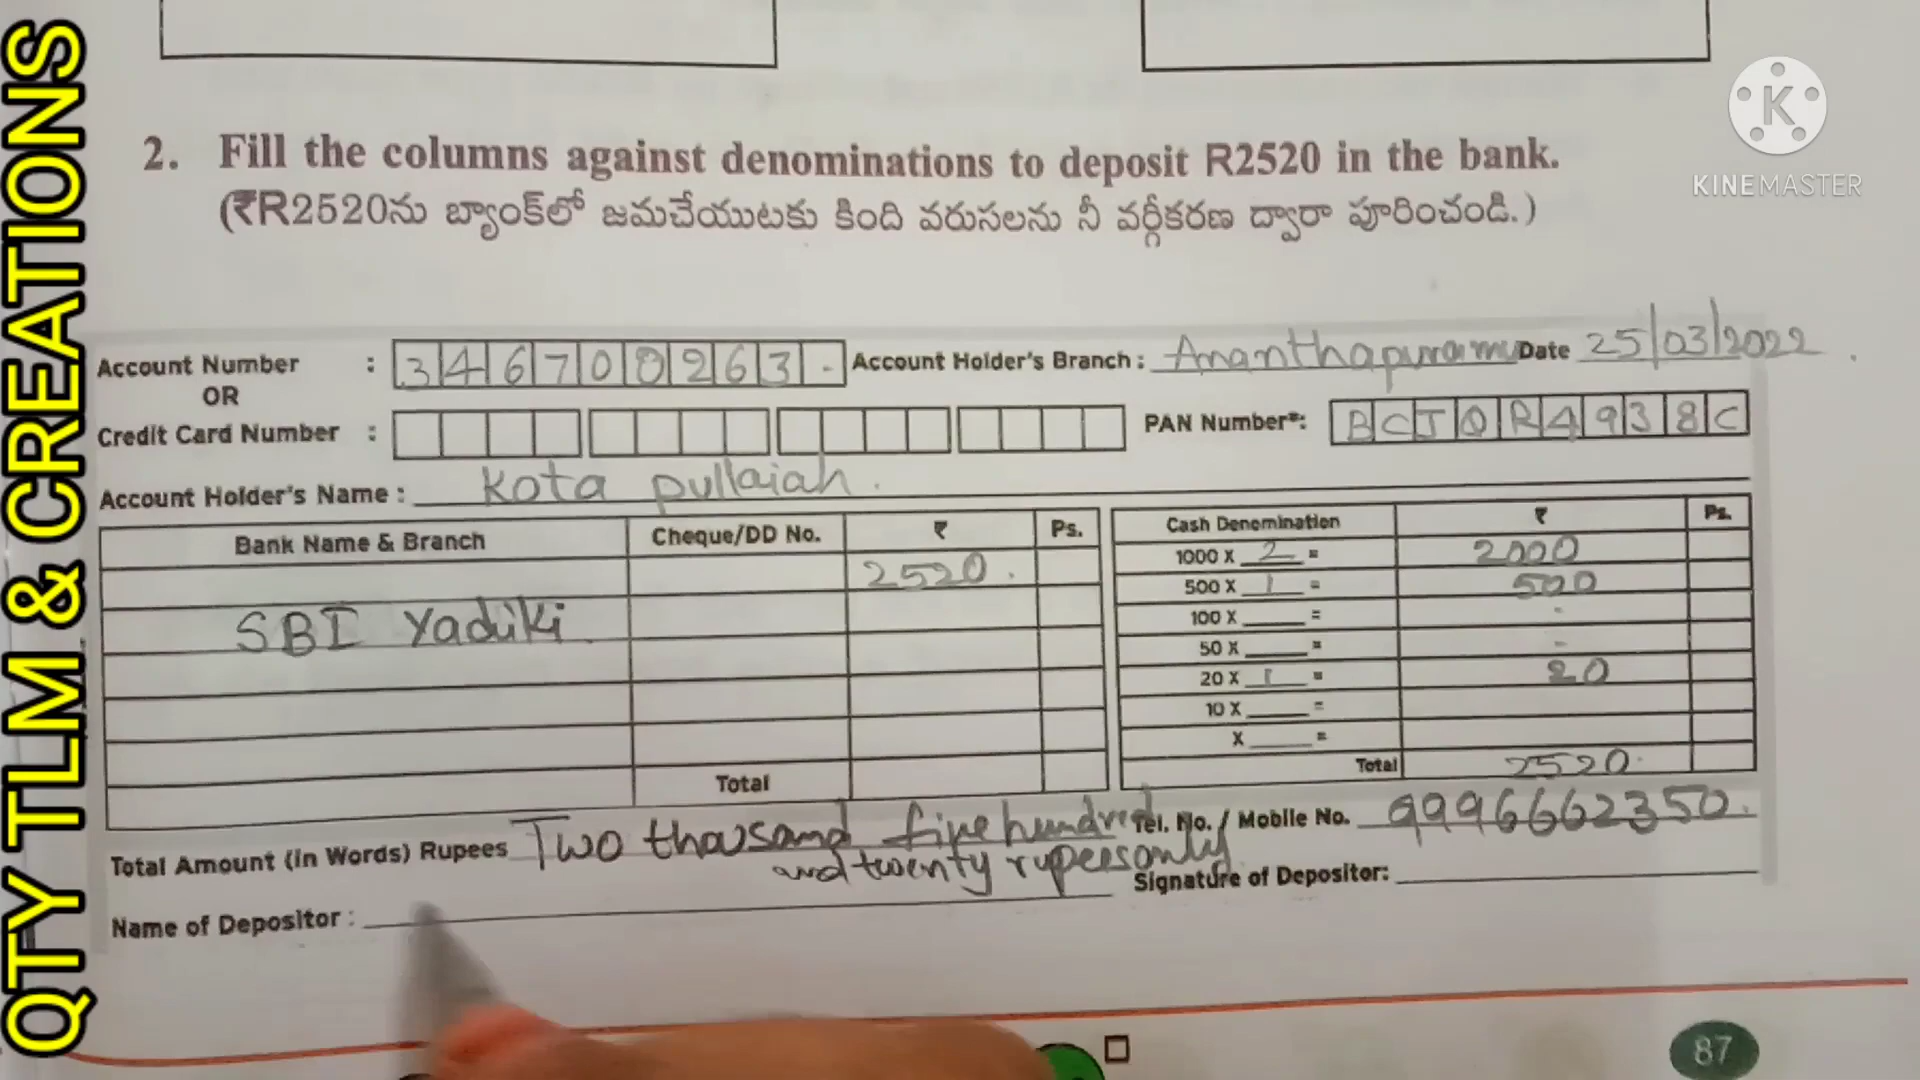 QTY TLM & CREATIONS
KINEMASTER
2. Fill the columns against denominations to deposit R2520 in the bank.
(₹R2520ను బ్యాంక్‌లో జమచేయుటకు కింది వరుసలను నీ వర్గీకరణ ద్వారా పూరించండి.)
Account Number : 3 4 6 7 0 0 2 6 3 - Account Holder's Branch : Ananthapuramu Date 25/03/2022
OR
Credit Card Number : PAN Number*: B C J Q R 4 9 3 8 C
Account Holder's Name : Kota pullaiah.
Bank Name & Branch Cheque/DD No. ₹ Ps.
2520.
SBI Yadiki
Total
Cash Denomination ₹ Ps.
1000 X 2 = 2000
500 X 1 = 500
100 X ____ = -
50 X ____ = -
20 X 1 = 20
10 X ____ =
X ____ =
Total 2520.
Total Amount (in Words) Rupees Two thousand five hundred
and twenty rupees only
Tel. No. / Mobile No. 9996662350.
Name of Depositor :
Signature of Depositor:
87